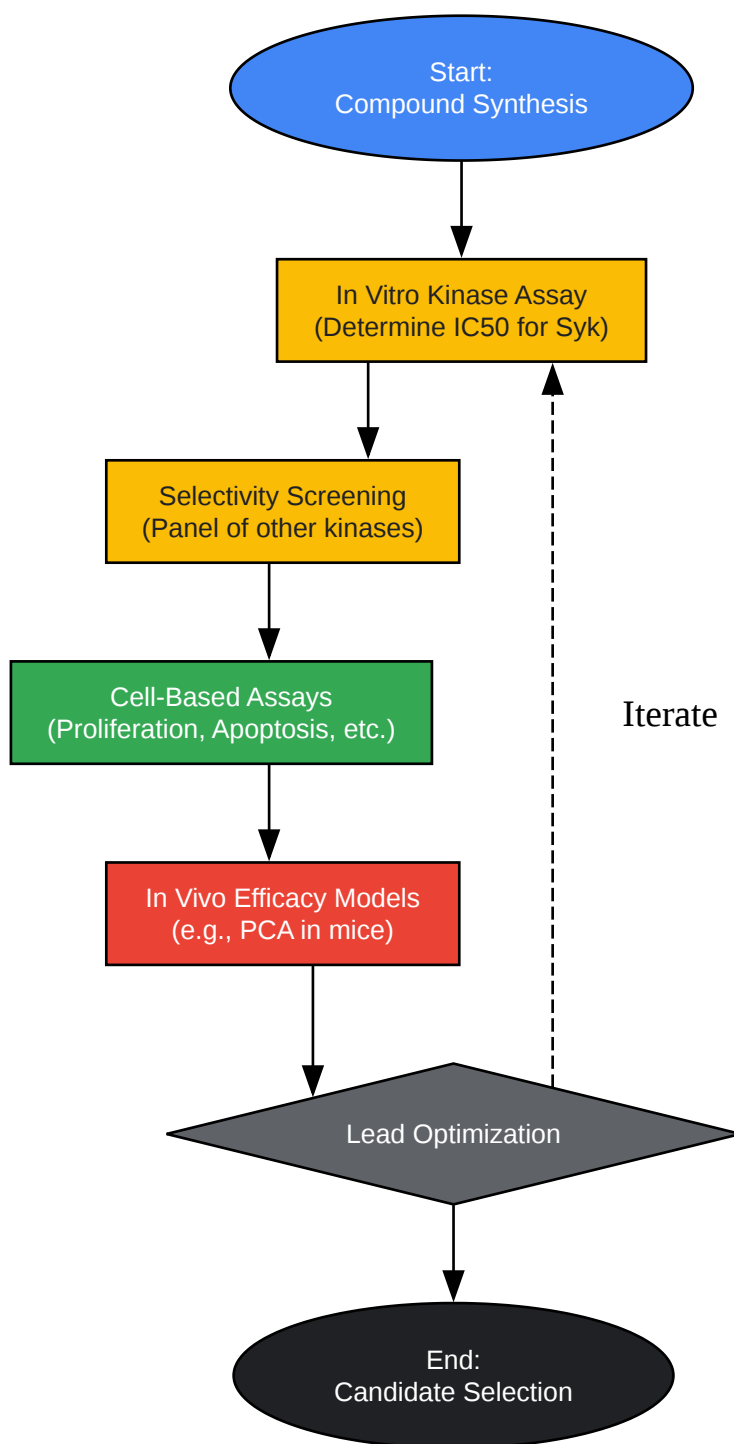 Start:
Compound Synthesis
In Vitro Kinase Assay
(Determine IC50 for Syk)
Selectivity Screening
(Panel of other kinases)
Cell-Based Assays
(Proliferation, Apoptosis, etc.)
Iterate
In Vivo Efficacy Models
(e.g., PCA in mice)
Lead Optimization
End:
Candidate Selection